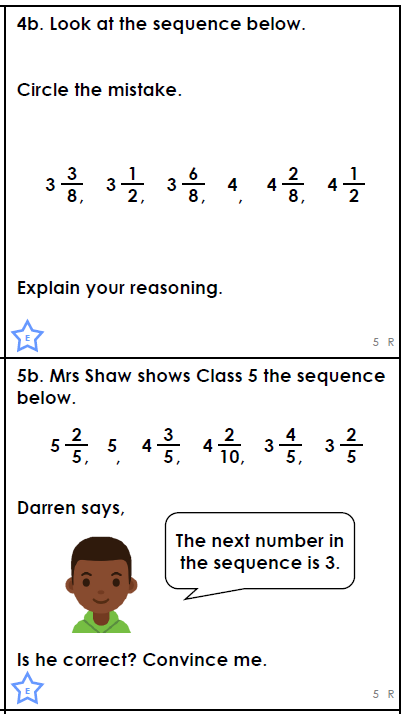 4b. Look at the sequence below.
Circle the mistake.
3 3/8, 3 1/2, 3 6/8, 4, 4 2/8, 4 1/2
Explain your reasoning.
E
5 R
5b. Mrs Shaw shows Class 5 the sequence
below.
5 2/5, 5, 4 3/5, 4 2/10, 3 4/5, 3 2/5
Darren says,
The next number in
the sequence is 3.
Is he correct? Convince me.
E
5 R